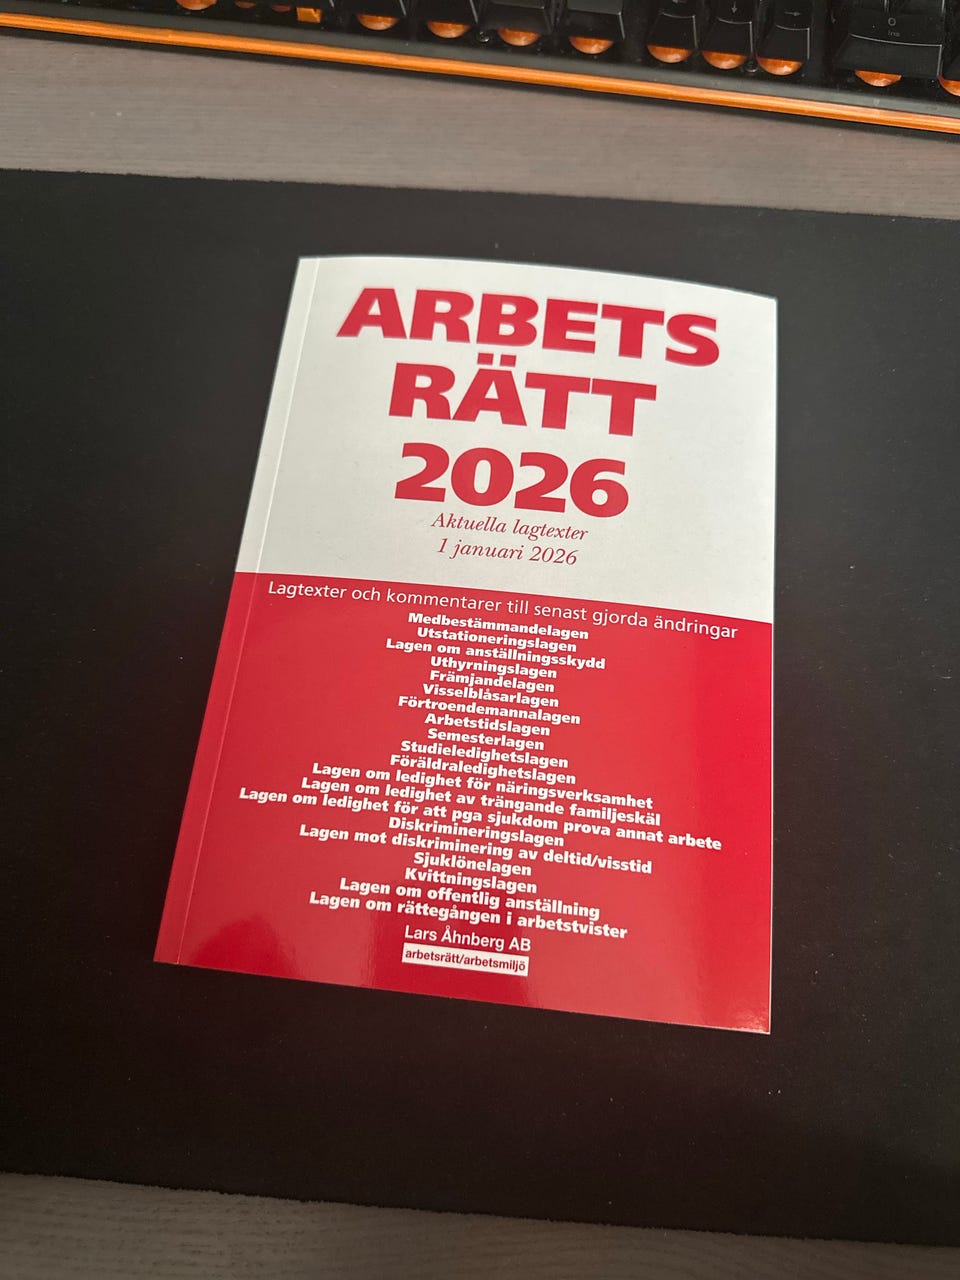 ARBETS
RÄTT
2026
Aktuella lagtexter
1 januari 2026
Lagtexter och kommentarer till senast gjorda ändringar
Medbestämmandelagen
Utstationeringslagen
Lagen om anställningsskydd
Uthyrningslagen
Främjandelagen
Visselblåsarlagen
Förtroendemannalagen
Arbetstidslagen
Semesterlagen
Studieledighetslagen
Föräldraledighetslagen
Lagen om ledighet för näringsverksamhet
Lagen om ledighet av trängande familjeskäl
Lagen om ledighet för att pga sjukdom prova annat arbete
Diskrimineringslagen
Lagen mot diskriminering av deltid/visstid
Sjuklönelagen
Kvittningslagen
Lagen om offentlig anställning
Lagen om rättegången i arbetstvister
Lars Åhnberg AB
arbetsrätt/arbetsmiljö